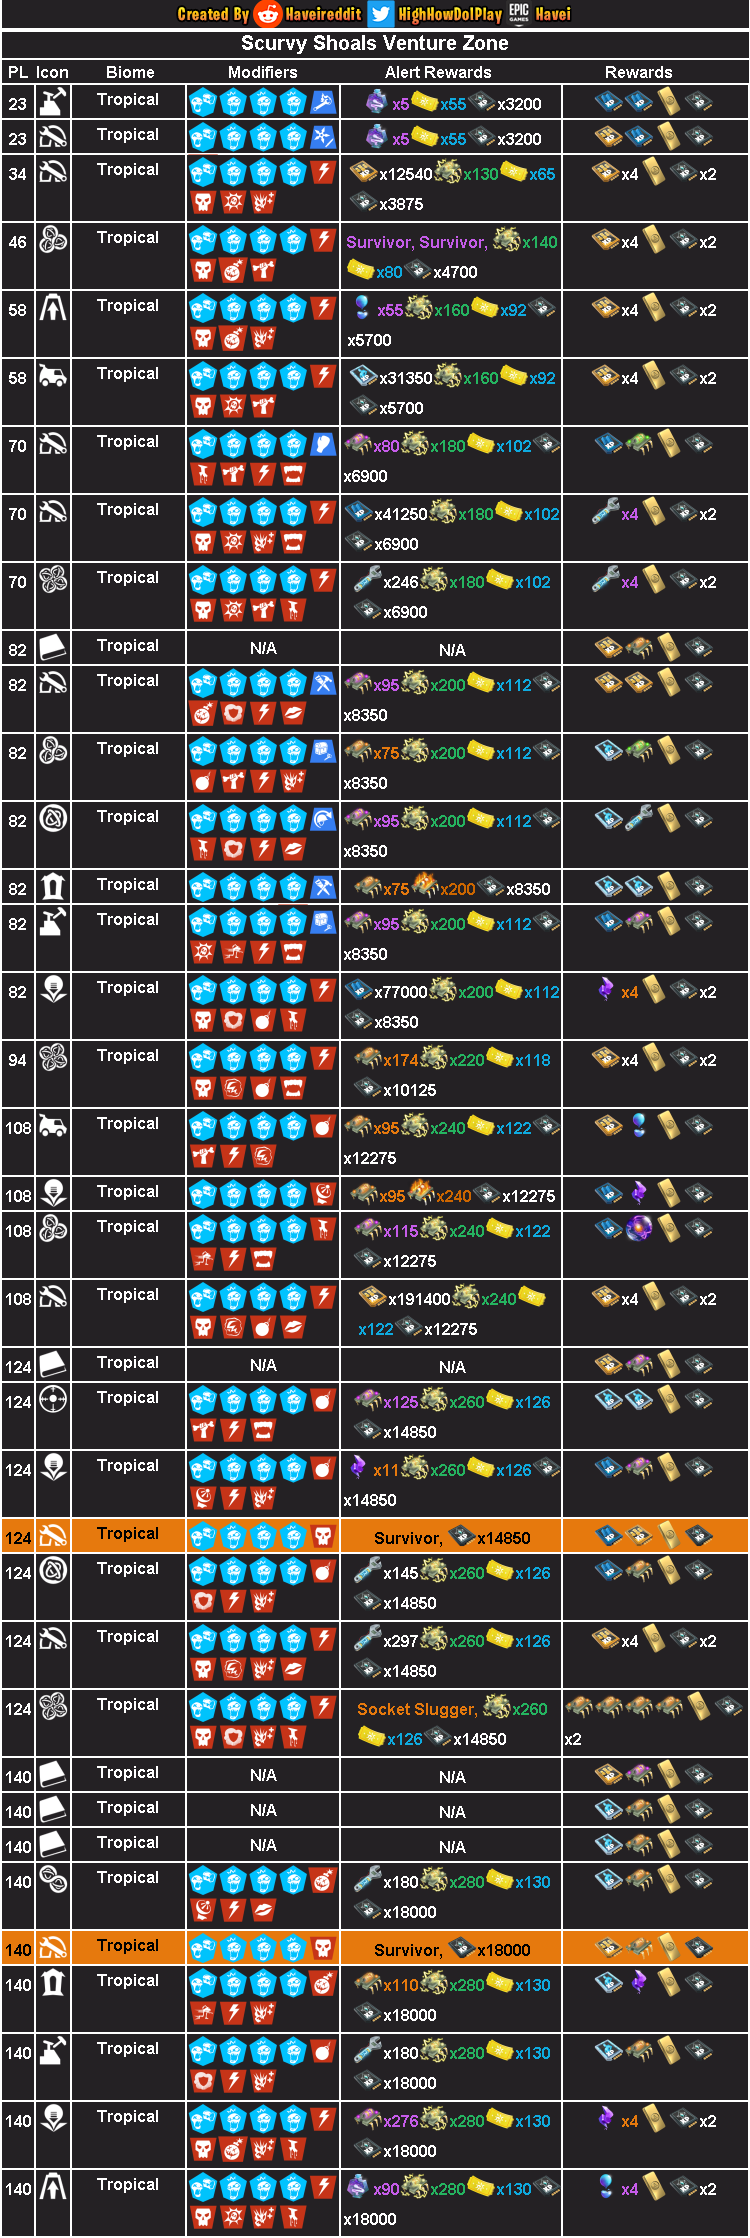 Created By Haveireddit HighHowDoIPlay EPIC GAMES Havei
Scurvy Shoals Venture Zone
PL Icon Biome Modifiers Alert Rewards Rewards
23 Tropical x5 x55 x3200
23 Tropical x5 x55 x3200
34 Tropical x12540 x130 x65 x4 x2
x3875
46 Tropical Survivor, Survivor, x140 x4 x2
x80 x4700
58 Tropical x55 x160 x92 x4 x2
x5700
58 Tropical x31350 x160 x92 x4 x2
x5700
70 Tropical x80 x180 x102
x6900
70 Tropical x41250 x180 x102 x4 x2
x6900
70 Tropical x246 x180 x102 x4 x2
x6900
82 Tropical N/A N/A
82 Tropical x95 x200 x112
x8350
82 Tropical x75 x200 x112
x8350
82 Tropical x95 x200 x112
x8350
82 Tropical x75 x200 x8350
82 Tropical x95 x200 x112
x8350
82 Tropical x77000 x200 x112 x4 x2
x8350
94 Tropical x174 x220 x118 x4 x2
x10125
108 Tropical x95 x240 x122
x12275
108 Tropical x95 x240 x12275
108 Tropical x115 x240 x122
x12275
108 Tropical x191400 x240 x4 x2
x122 x12275
124 Tropical N/A N/A
124 Tropical x125 x260 x126
x14850
124 Tropical x11 x260 x126
x14850
124 Tropical Survivor, x14850
124 Tropical x145 x260 x126
x14850
124 Tropical x297 x260 x126 x4 x2
x14850
124 Tropical Socket Slugger, x260
x126 x14850 x2
140 Tropical N/A N/A
140 Tropical N/A N/A
140 Tropical N/A N/A
140 Tropical x180 x280 x130
x18000
140 Tropical Survivor, x18000
140 Tropical x110 x280 x130
x18000
140 Tropical x180 x280 x130
x18000
140 Tropical x276 x280 x130 x4 x2
x18000
140 Tropical x90 x280 x130 x4 x2
x18000